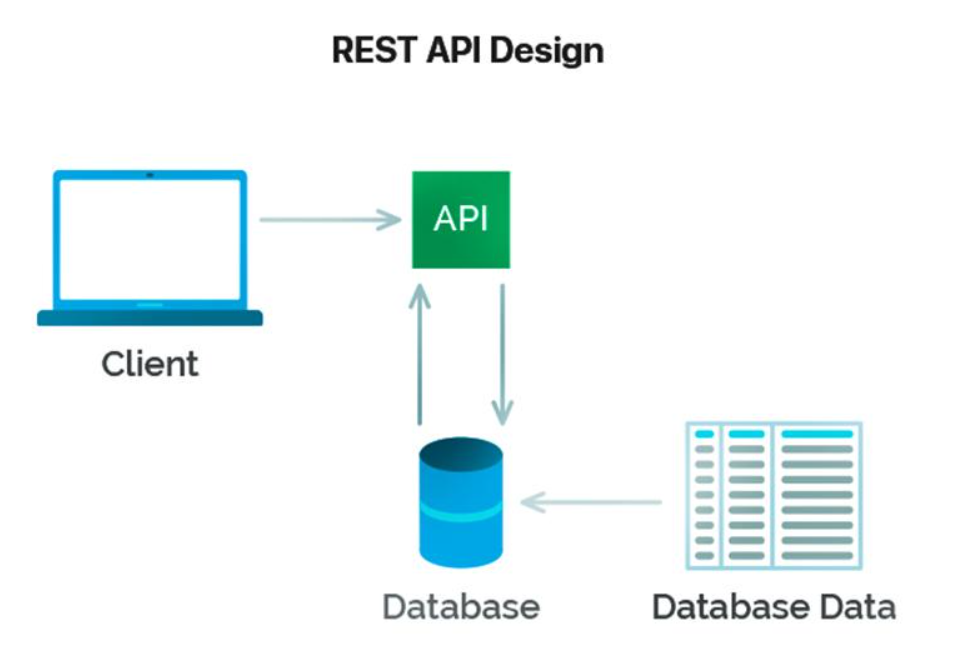 REST API Design
API
Client
Database
Database Data